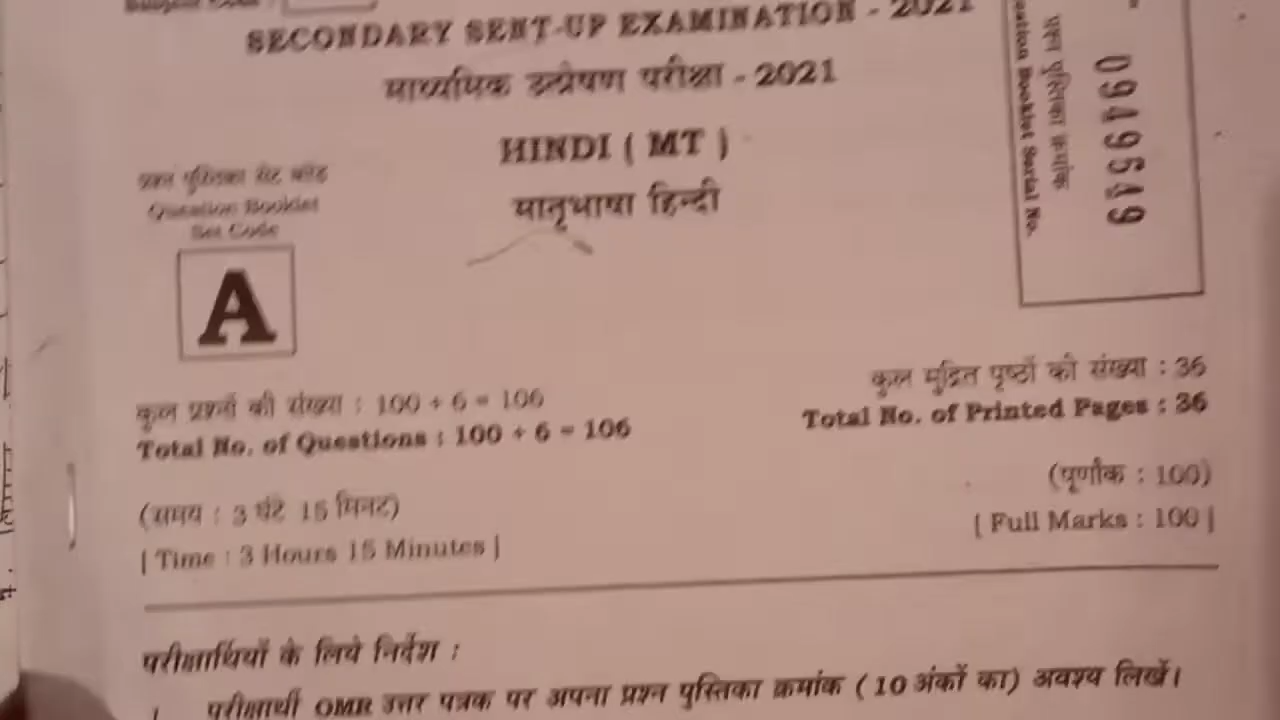 SECONDARY SENT-UP EXAMINATION - 2021
माध्यमिक उत्प्रेषण परीक्षा - 2021
HINDI ( MT )
मातृभाषा हिन्दी
प्रश्न पुस्तिका सेट कोड
Question Booklet
Set Code
A
प्रश्न पुस्तिका क्रमांक
Booklet Serial No.
कुल प्रश्नों की संख्या : 100 + 6 = 106
Total No. of Questions : 100 + 6 = 106
कुल मुद्रित पृष्ठों की संख्या : 36
Total No. of Printed Pages : 36
(समय : 3 घंटे 15 मिनट)
[ Time : 3 Hours 15 Minutes ]
(पूर्णांक : 100)
[ Full Marks : 100 ]
परीक्षार्थियों के लिये निर्देश :
परीक्षार्थी OMR उत्तर पत्रक पर अपना प्रश्न पुस्तिका क्रमांक ( 10 अंकों का) अवश्य लिखें।